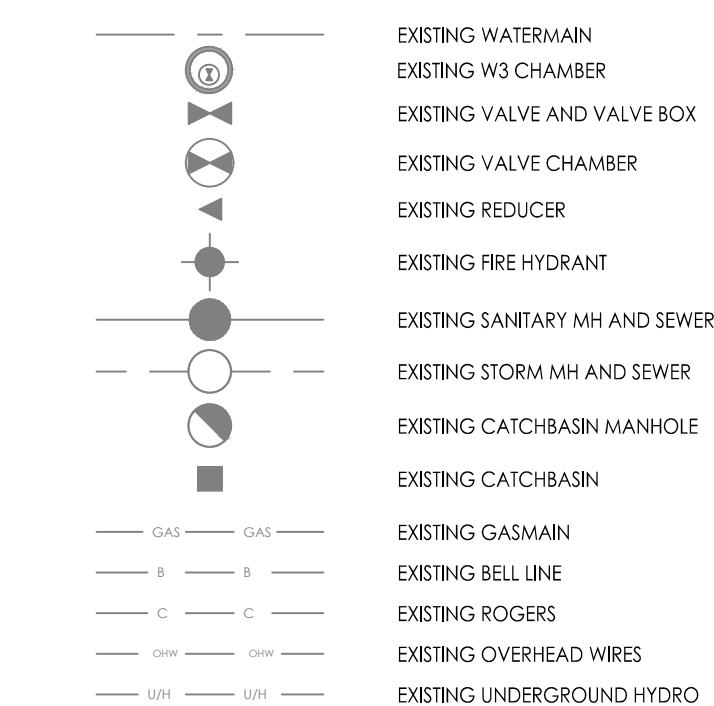 EXISTING WATERMAIN
EXISTING W3 CHAMBER
EXISTING VALVE AND VALVE BOX
EXISTING VALVE CHAMBER
EXISTING REDUCER
EXISTING FIRE HYDRANT
EXISTING SANITARY MH AND SEWER
EXISTING STORM MH AND SEWER
EXISTING CATCHBASIN MANHOLE
EXISTING CATCHBASIN
GAS GAS EXISTING GASMAIN
B B EXISTING BELL LINE
C C EXISTING ROGERS
OHW OHW EXISTING OVERHEAD WIRES
U/H U/H EXISTING UNDERGROUND HYDRO